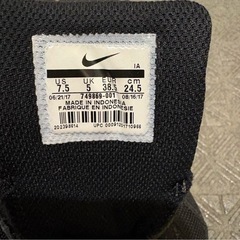 IA
US UK EUR cm
7.5 5 38.5 24.5
06/21/17 749869-001 08/16/17
MADE IN INDONESIA
FABRIQUÉ EN INDONESIE